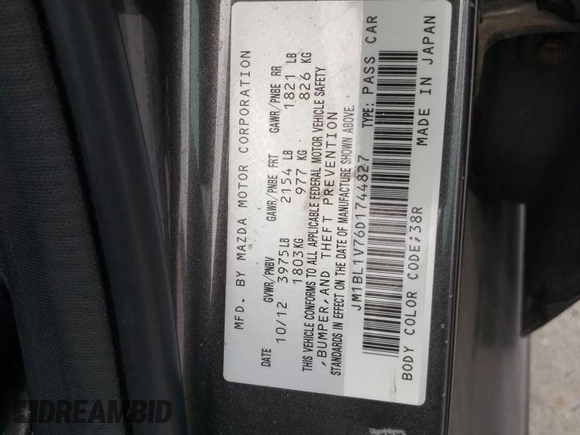 MFD. BY MAZDA MOTOR CORPORATION
DATE GVWR/PNBV GAWR/PNBE FRT GAWR/PNBE RR
10/12 3975LB 2154 LB 1821 LB
1803KG 977 KG 826 KG
THIS VEHICLE CONFORMS TO ALL APPLICABLE FEDERAL MOTOR VEHICLE SAFETY
,BUMPER,AND THEFT PREVENTION
STANDARDS IN EFFECT ON THE DATE OF MANUFACTURE SHOWN ABOVE.
JM1BL1V76D1744827 TYPE: PASS CAR
BODY COLOR CODE;38R MADE IN JAPAN
DREAMBID